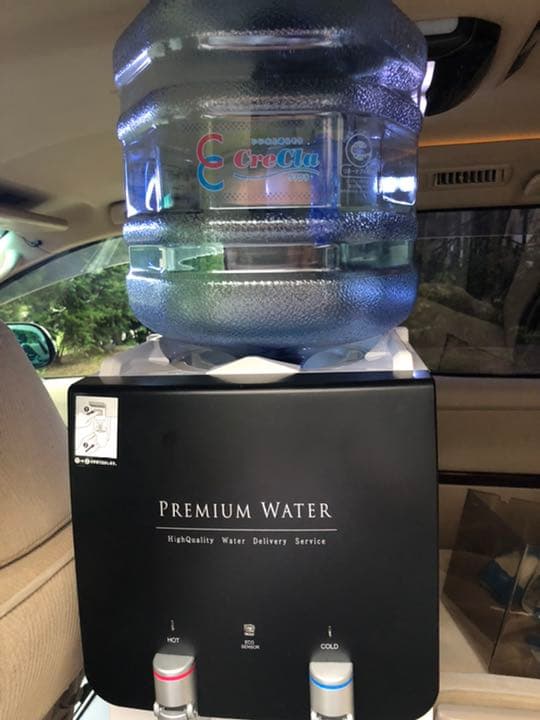 CreCla
PREMIUM WATER
HighQuality Water Delivery Service
HOT
ECO
SENSOR
COLD